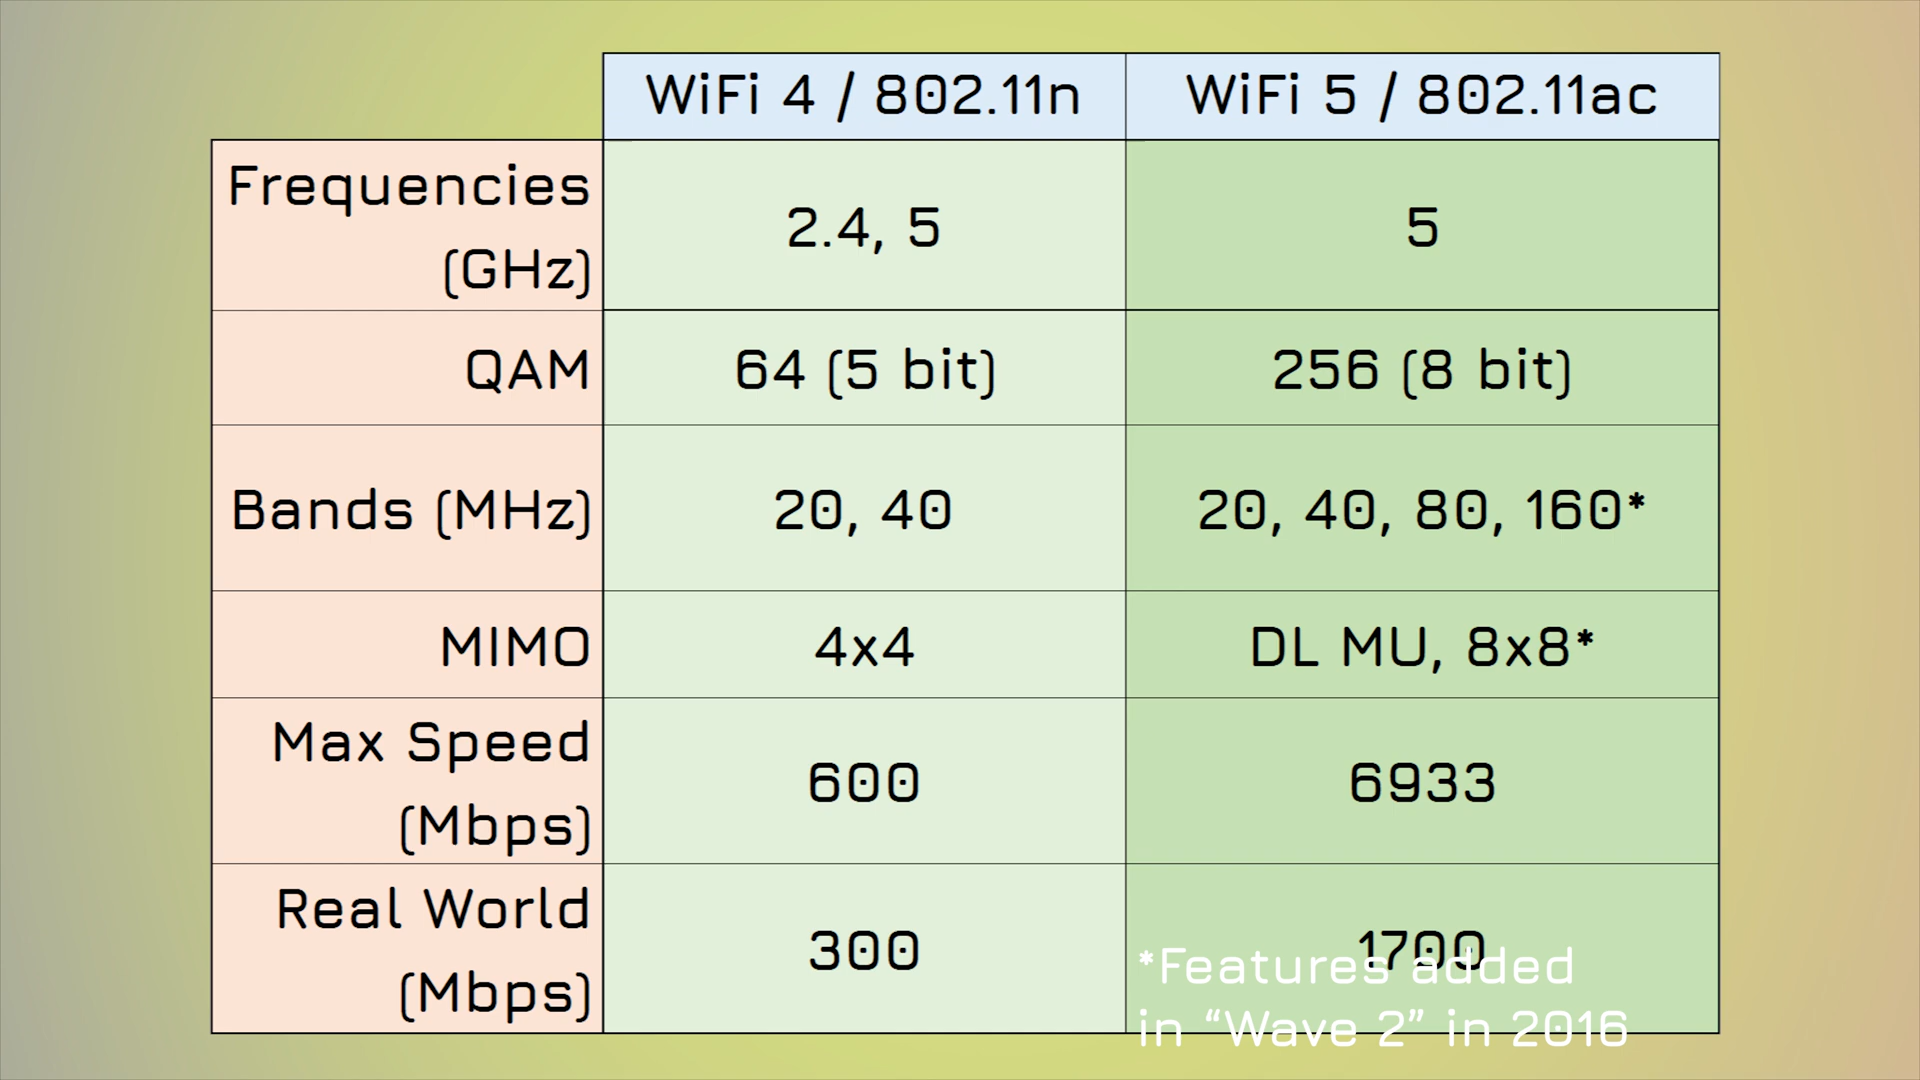 WiFi 4 / 802.11n WiFi 5 / 802.11ac
Frequencies
(GHz)
2.4, 5
5
QAM 64 (5 bit) 256 (8 bit)
Bands (MHz) 20, 40 20, 40, 80, 160*
MIMO 4x4 DL MU, 8x8*
Max Speed
(Mbps)
600
6933
Real World
(Mbps)
300
1700
*Features added
in “Wave 2” in 2016